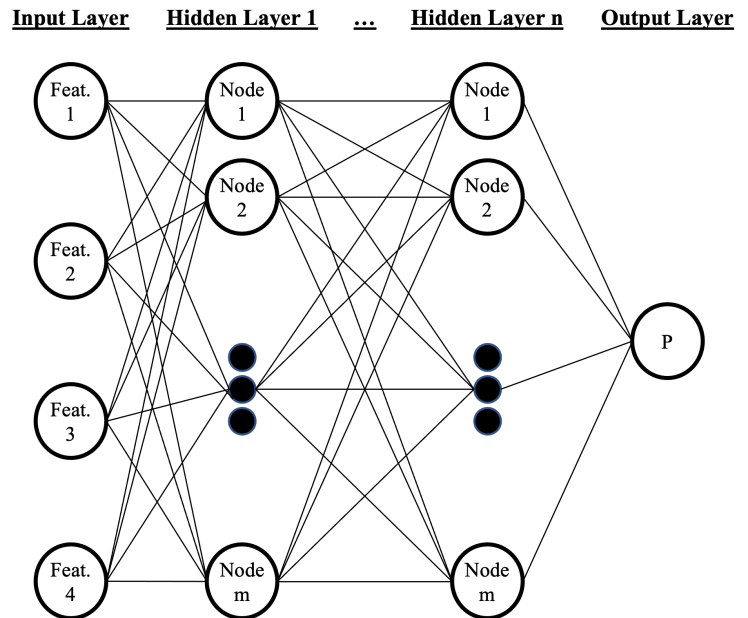 Input Layer Hidden Layer 1 ... Hidden Layer n Output Layer
Feat.
1
Feat.
2
Feat.
3
Feat.
4
Node
1
Node
2
Node
m
Node
1
Node
2
Node
m
P